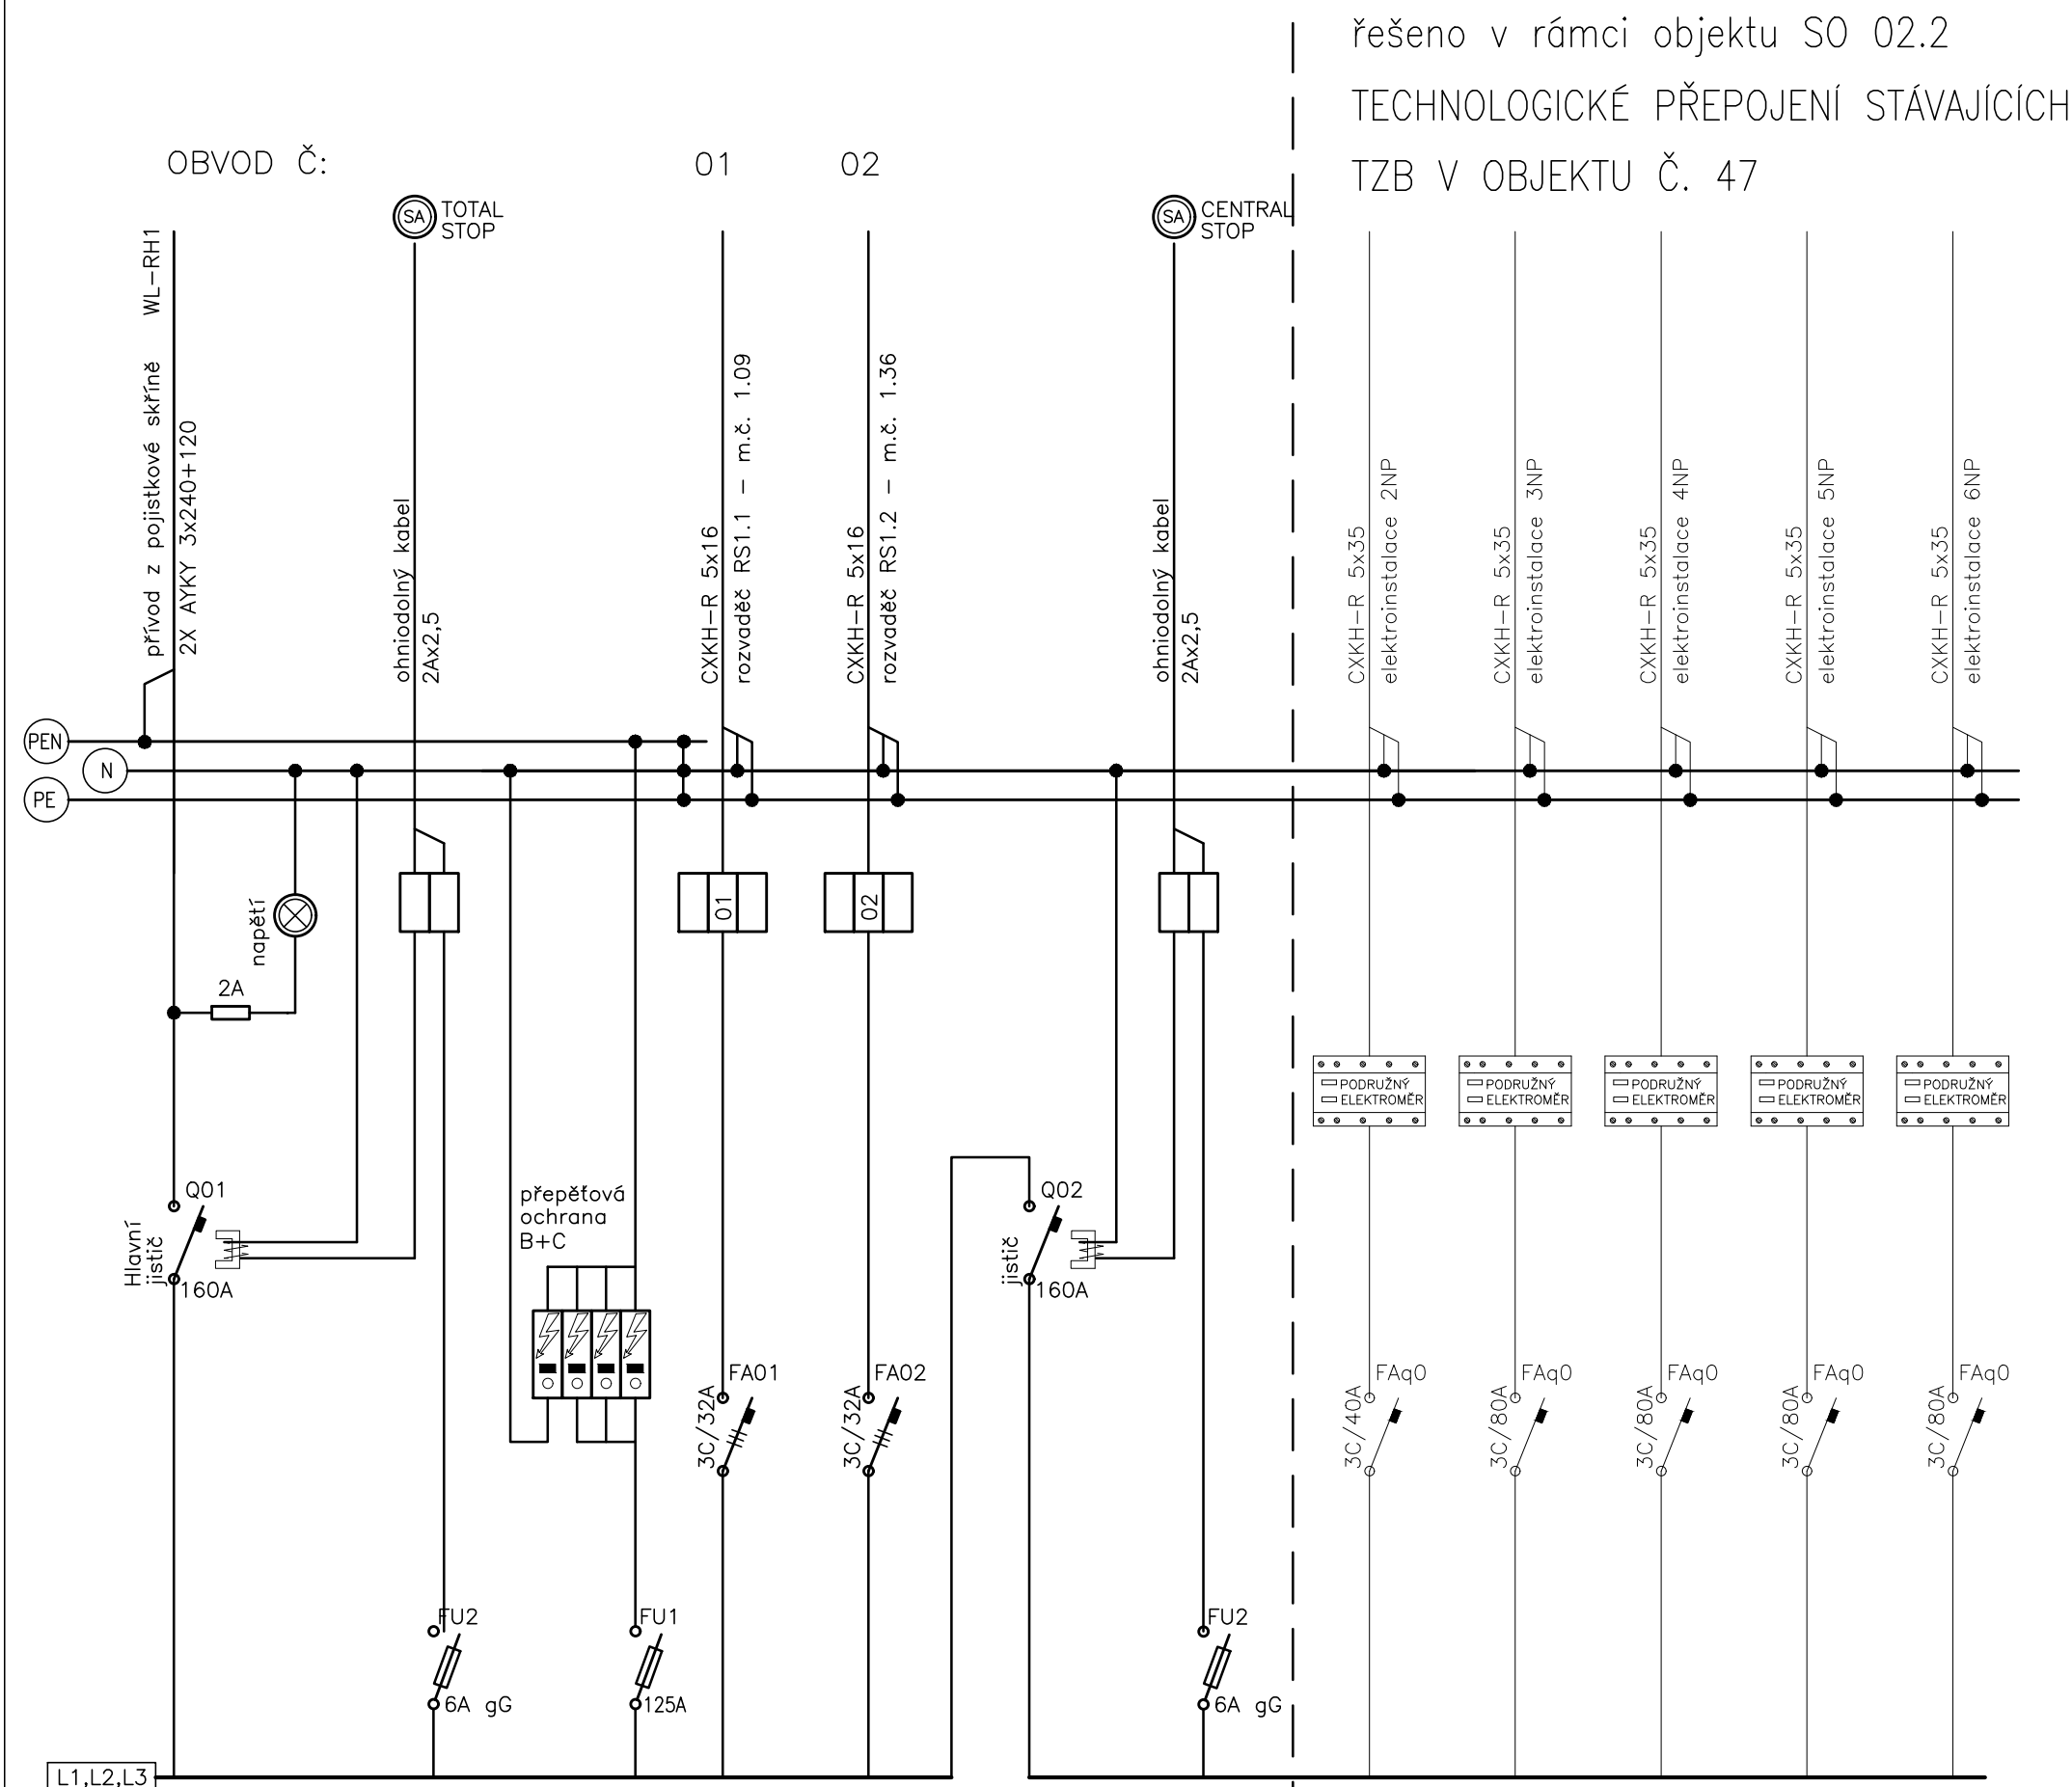 řešeno v rámci objektu SO 02.2
TECHNOLOGICKÉ PŘEPOJENÍ STÁVAJÍCÍCH
TZB V OBJEKTU Č. 47
OBVOD Č:
01
02
SA
TOTAL
STOP
SA
CENTRAL
STOP
přívod z pojistkové skříně WL-RH1
2X AYKY 3x240+120
ohniodolný kabel
2Ax2,5
CXKH-R 5x16
rozvaděč RS1.1 - m.č. 1.09
CXKH-R 5x16
rozvaděč RS1.2 - m.č. 1.36
ohniodolný kabel
2Ax2,5
CXKH-R 5x35
elektroinstalace 2NP
CXKH-R 5x35
elektroinstalace 3NP
CXKH-R 5x35
elektroinstalace 4NP
CXKH-R 5x35
elektroinstalace 5NP
CXKH-R 5x35
elektroinstalace 6NP
PEN
N
PE
napětí
01
02
2A
PODRUŽNÝ
ELEKTROMĚR
PODRUŽNÝ
ELEKTROMĚR
PODRUŽNÝ
ELEKTROMĚR
PODRUŽNÝ
ELEKTROMĚR
PODRUŽNÝ
ELEKTROMĚR
Q01
Hlavní
jistič
160A
přepěťová
ochrana
B+C
Q02
jistič
160A
FA01
3C/32A
FA02
3C/32A
FAq0
3C/40A
FAq0
3C/80A
FAq0
3C/80A
FAq0
3C/80A
FAq0
3C/80A
FU2
6A gG
FU1
125A
FU2
6A gG
L1,L2,L3